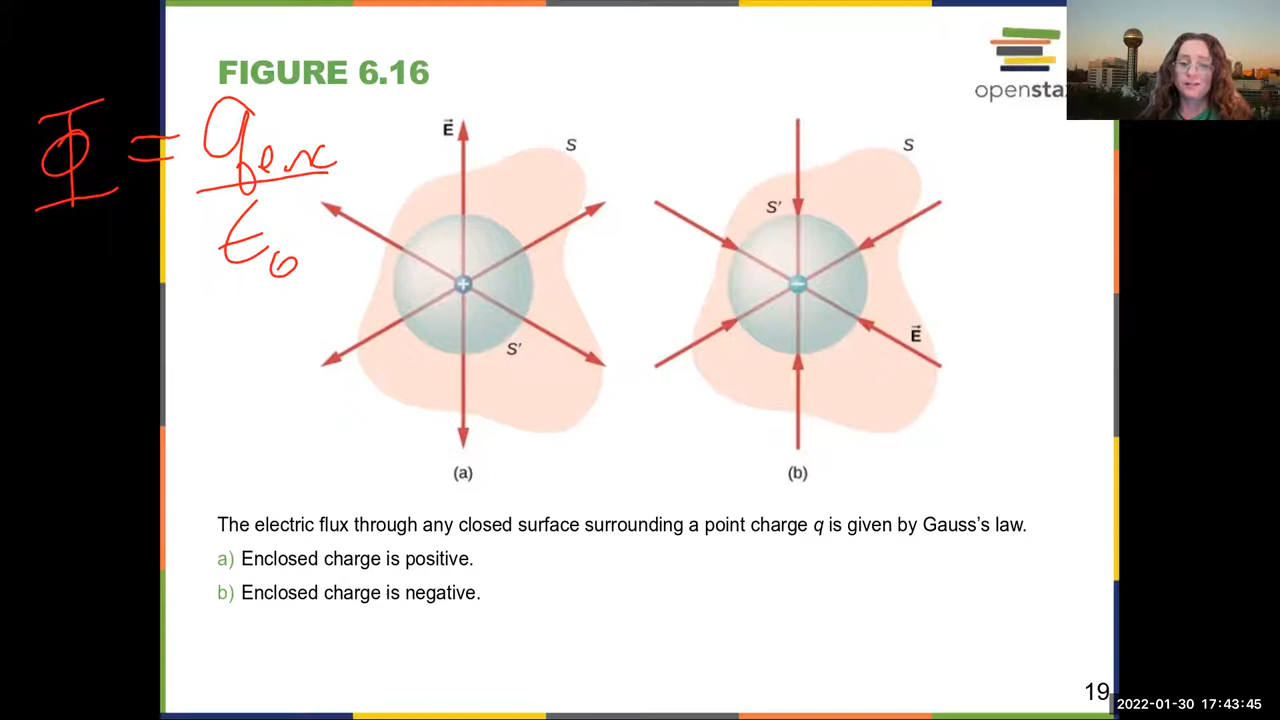 FIGURE 6.16
openstax
Φ = qenc
ε0
E
S
S'
E
S
S'
(a)
(b)
The electric flux through any closed surface surrounding a point charge q is given by Gauss's law.
a) Enclosed charge is positive.
b) Enclosed charge is negative.
19
2022-01-30 17:43:45